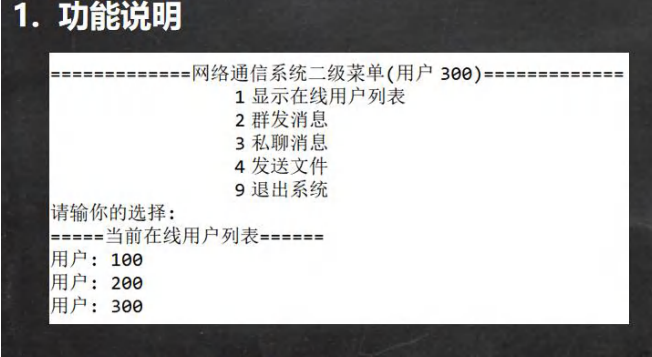 1. 功能说明
=============网络通信系统二级菜单(用户 300)=============
1 显示在线用户列表
2 群发消息
3 私聊消息
4 发送文件
9 退出系统
请输你的选择:
=====当前在线用户列表======
用户: 100
用户: 200
用户: 300